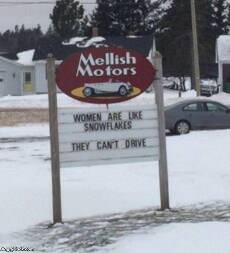 Mellish
Motors
WOMEN ARE LIKE
SNOWFLAKES
THEY CAN'T DRIVE